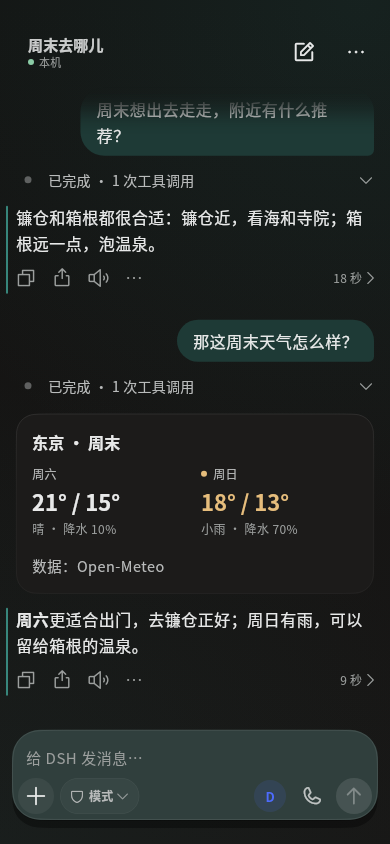 周末去哪儿
本机
周末想出去走走，附近有什么推
荐？
已完成 · 1 次工具调用
镰仓和箱根都很合适：镰仓近，看海和寺院；箱
根远一点，泡温泉。
18 秒
那这周末天气怎么样？
已完成 · 1 次工具调用
东京 · 周末
周六
周日
21° / 15°
18° / 13°
晴 · 降水 10%
小雨 · 降水 70%
数据：Open-Meteo
周六更适合出门，去镰仓正好；周日有雨，可以
留给箱根的温泉。
9 秒
给 DSH 发消息…
模式
D